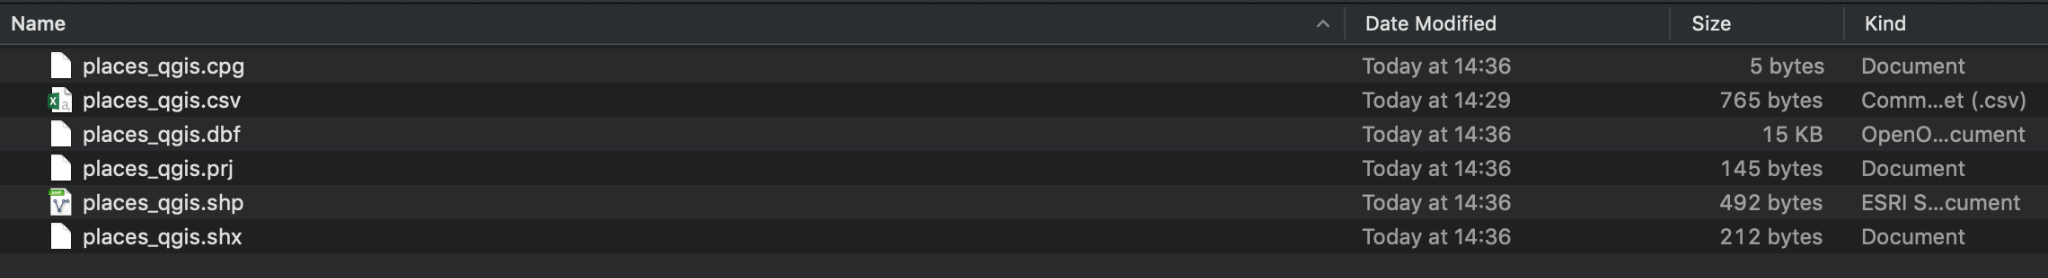 Name Date Modified Size Kind
places_qgis.cpg Today at 14:36 5 bytes Document
places_qgis.csv Today at 14:29 765 bytes Comm...et (.csv)
places_qgis.dbf Today at 14:36 15 KB OpenO...cument
places_qgis.prj Today at 14:36 145 bytes Document
places_qgis.shp Today at 14:36 492 bytes ESRI S...cument
places_qgis.shx Today at 14:36 212 bytes Document